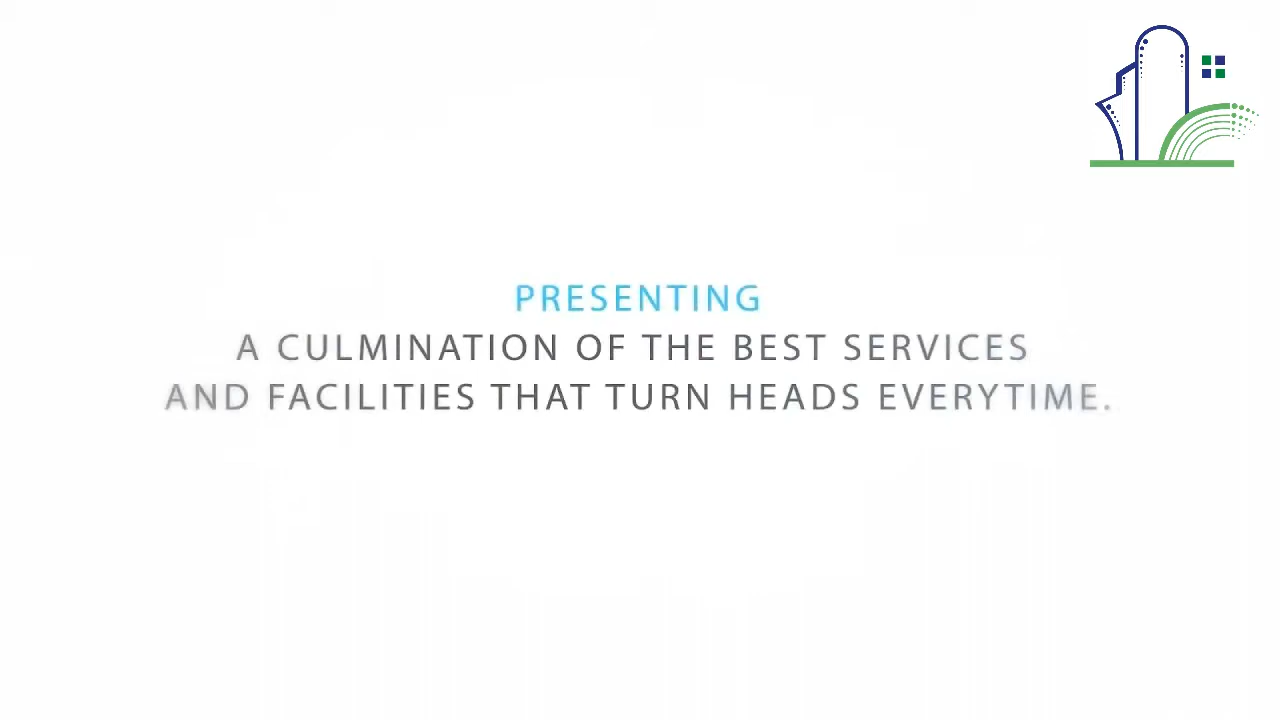 PRESENTING
A CULMINATION OF THE BEST SERVICES
AND FACILITIES THAT TURN HEADS EVERYTIME.